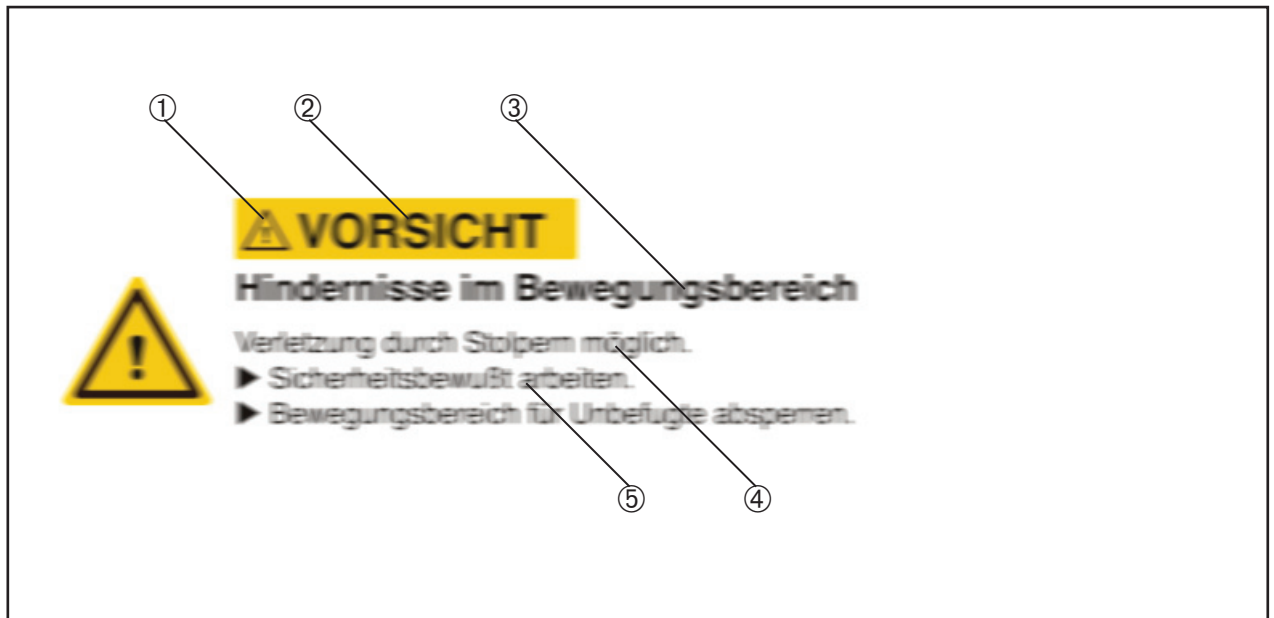 ① ② ③
⚠ VORSICHT
Hindernisse im Bewegungsbereich
Verletzung durch Stolpern möglich.
▶ Sicherheitsbewußt arbeiten.
▶ Bewegungsbereich für Unbefugte absperren.
⑤ ④